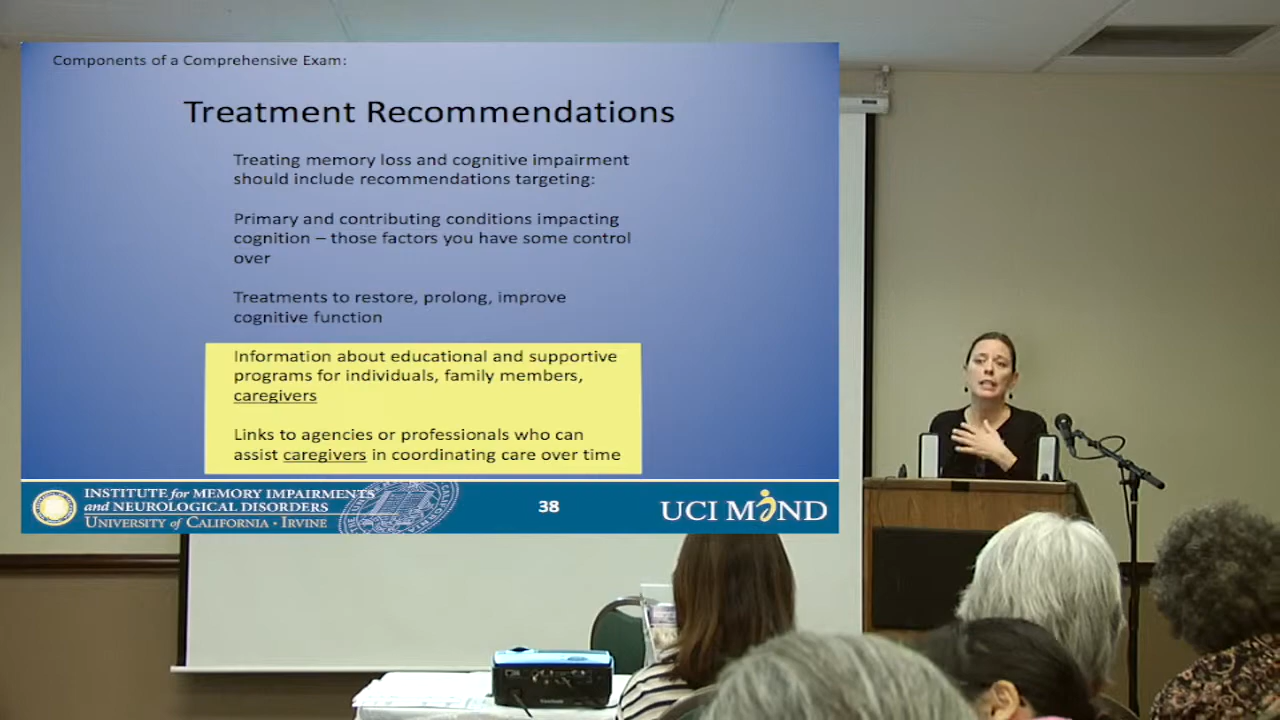 Components of a Comprehensive Exam:
Treatment Recommendations
Treating memory loss and cognitive impairment
should include recommendations targeting:
Primary and contributing conditions impacting
cognition – those factors you have some control
over
Treatments to restore, prolong, improve
cognitive function
Information about educational and supportive
programs for individuals, family members,
caregivers
Links to agencies or professionals who can
assist caregivers in coordinating care over time
INSTITUTE for MEMORY IMPAIRMENTS
and NEUROLOGICAL DISORDERS
UNIVERSITY of CALIFORNIA • IRVINE
38
UCI MIND